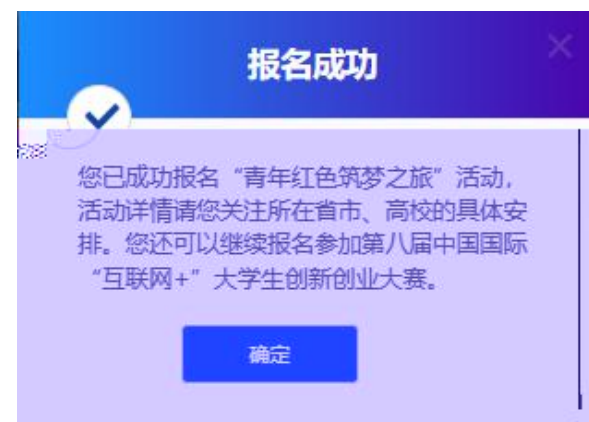 报名成功
您已成功报名“青年红色筑梦之旅”活动,
活动详情请您关注所在省市、高校的具体安
排。您还可以继续报名参加第八届中国国际
“互联网+”大学生创新创业大赛。
确定